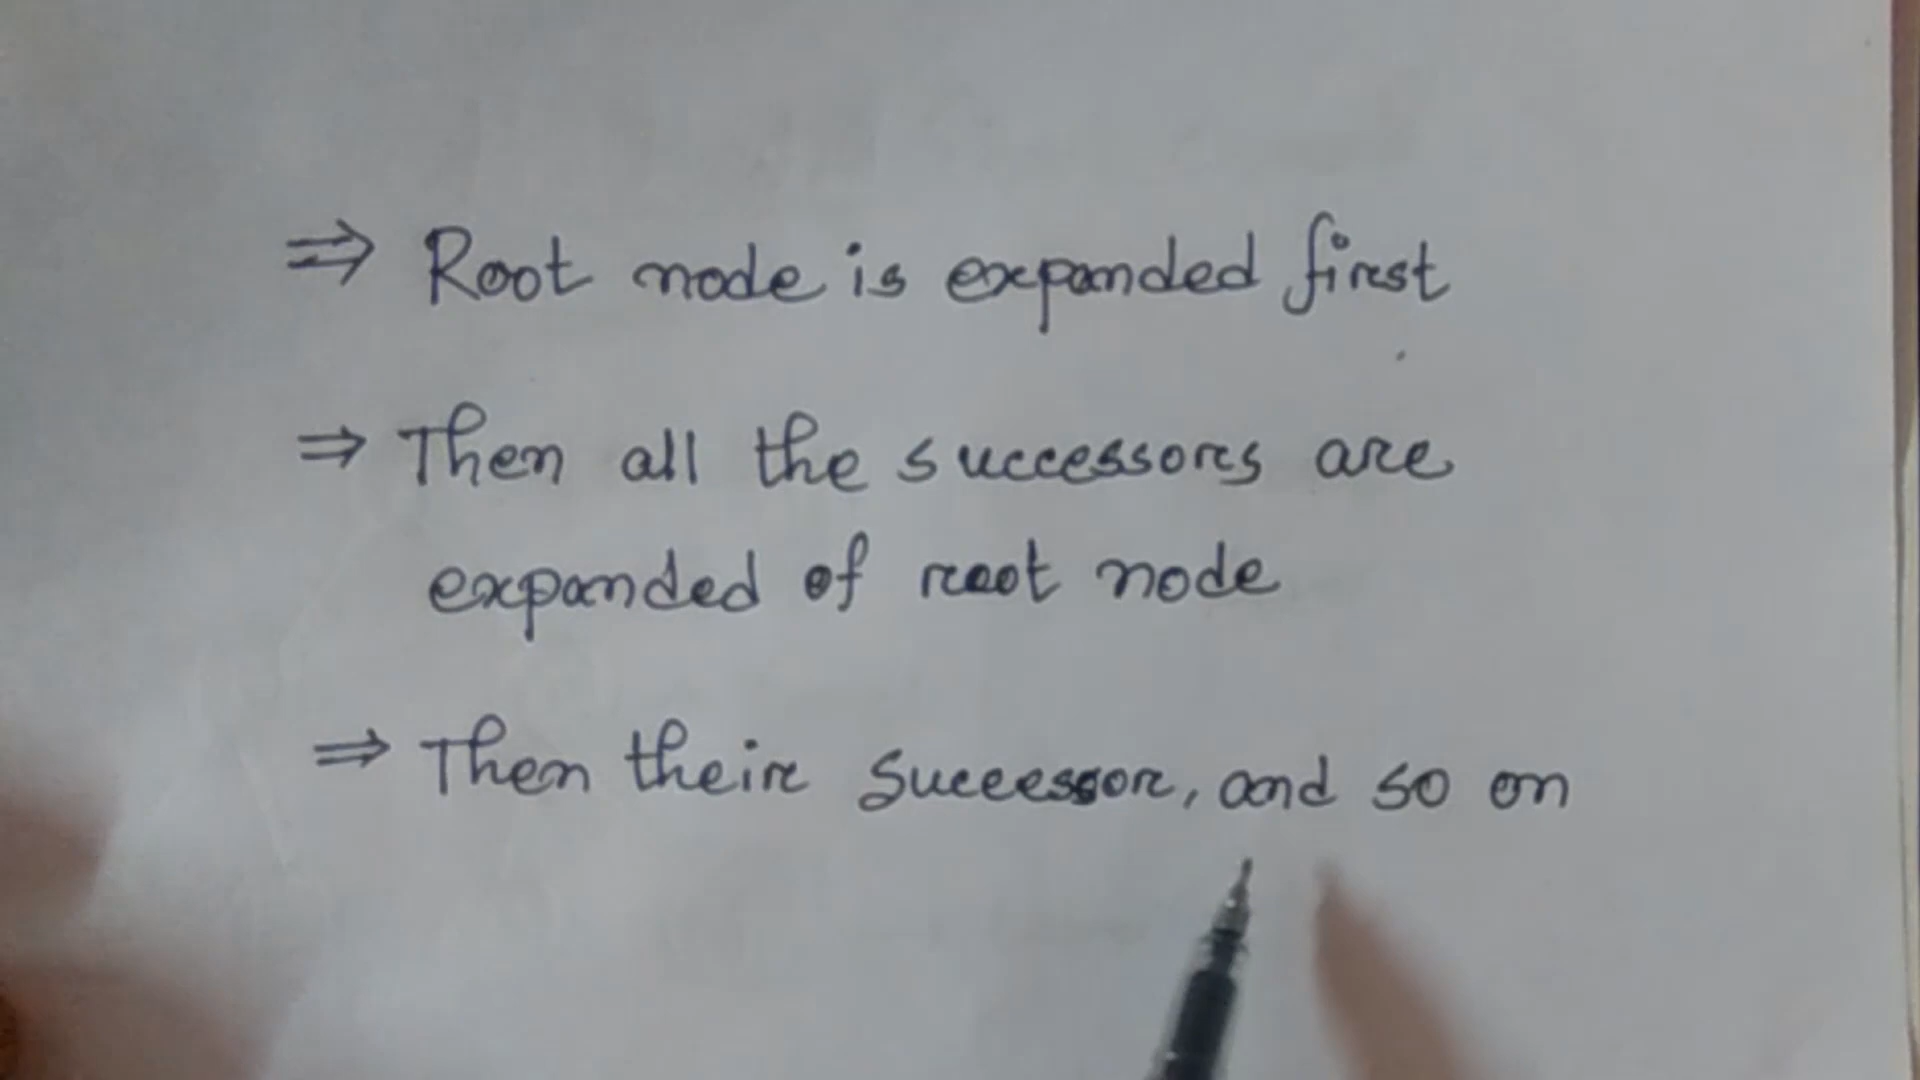 ⇒ Root node is expanded first
⇒ Then all the successors are
expanded of root node
⇒ Then their Successor, and so on